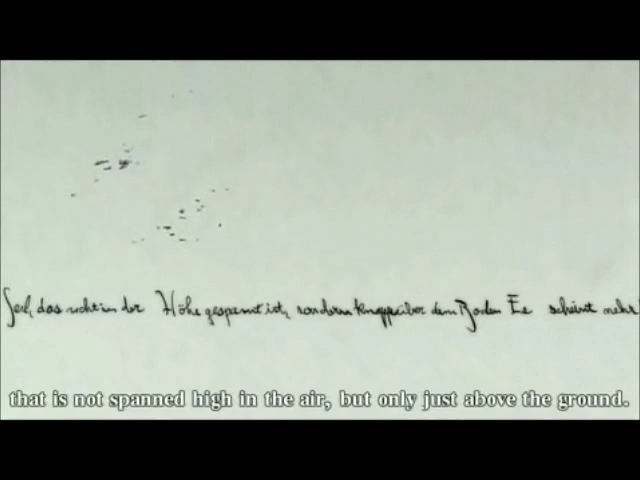 Seil, das nicht in der Höhe gespannt ist, sondern knapp über dem Boden Es scheint mehr
that is not spanned high in the air, but only just above the ground.